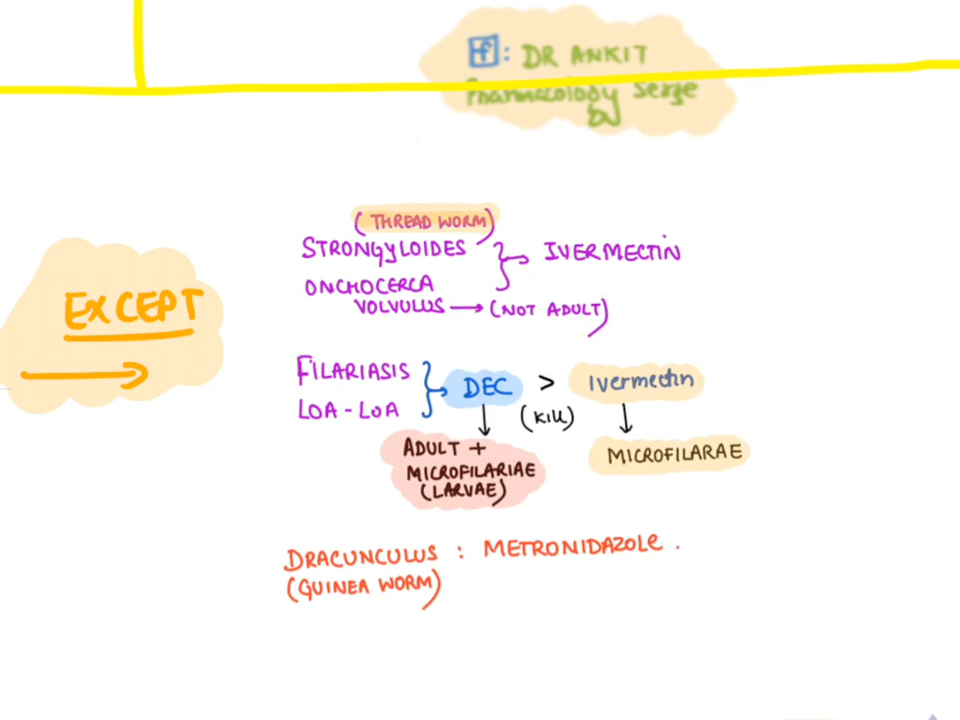 f : DR ANKIT
Pharmacology Serge
by
(THREAD WORM)
STRONGYLOIDES
IVERMECTIN
ONCHOCERCA
VOLVULUS → (NOT ADULT)
EXCEPT
FILARIASIS
LOA - LOA
DEC > Ivermectin
(KILL)
ADULT +
MICROFILARIAE
(LARVAE)
MICROFILARAE
DRACUNCULUS : METRONIDAZOLE .
(GUINEA WORM)